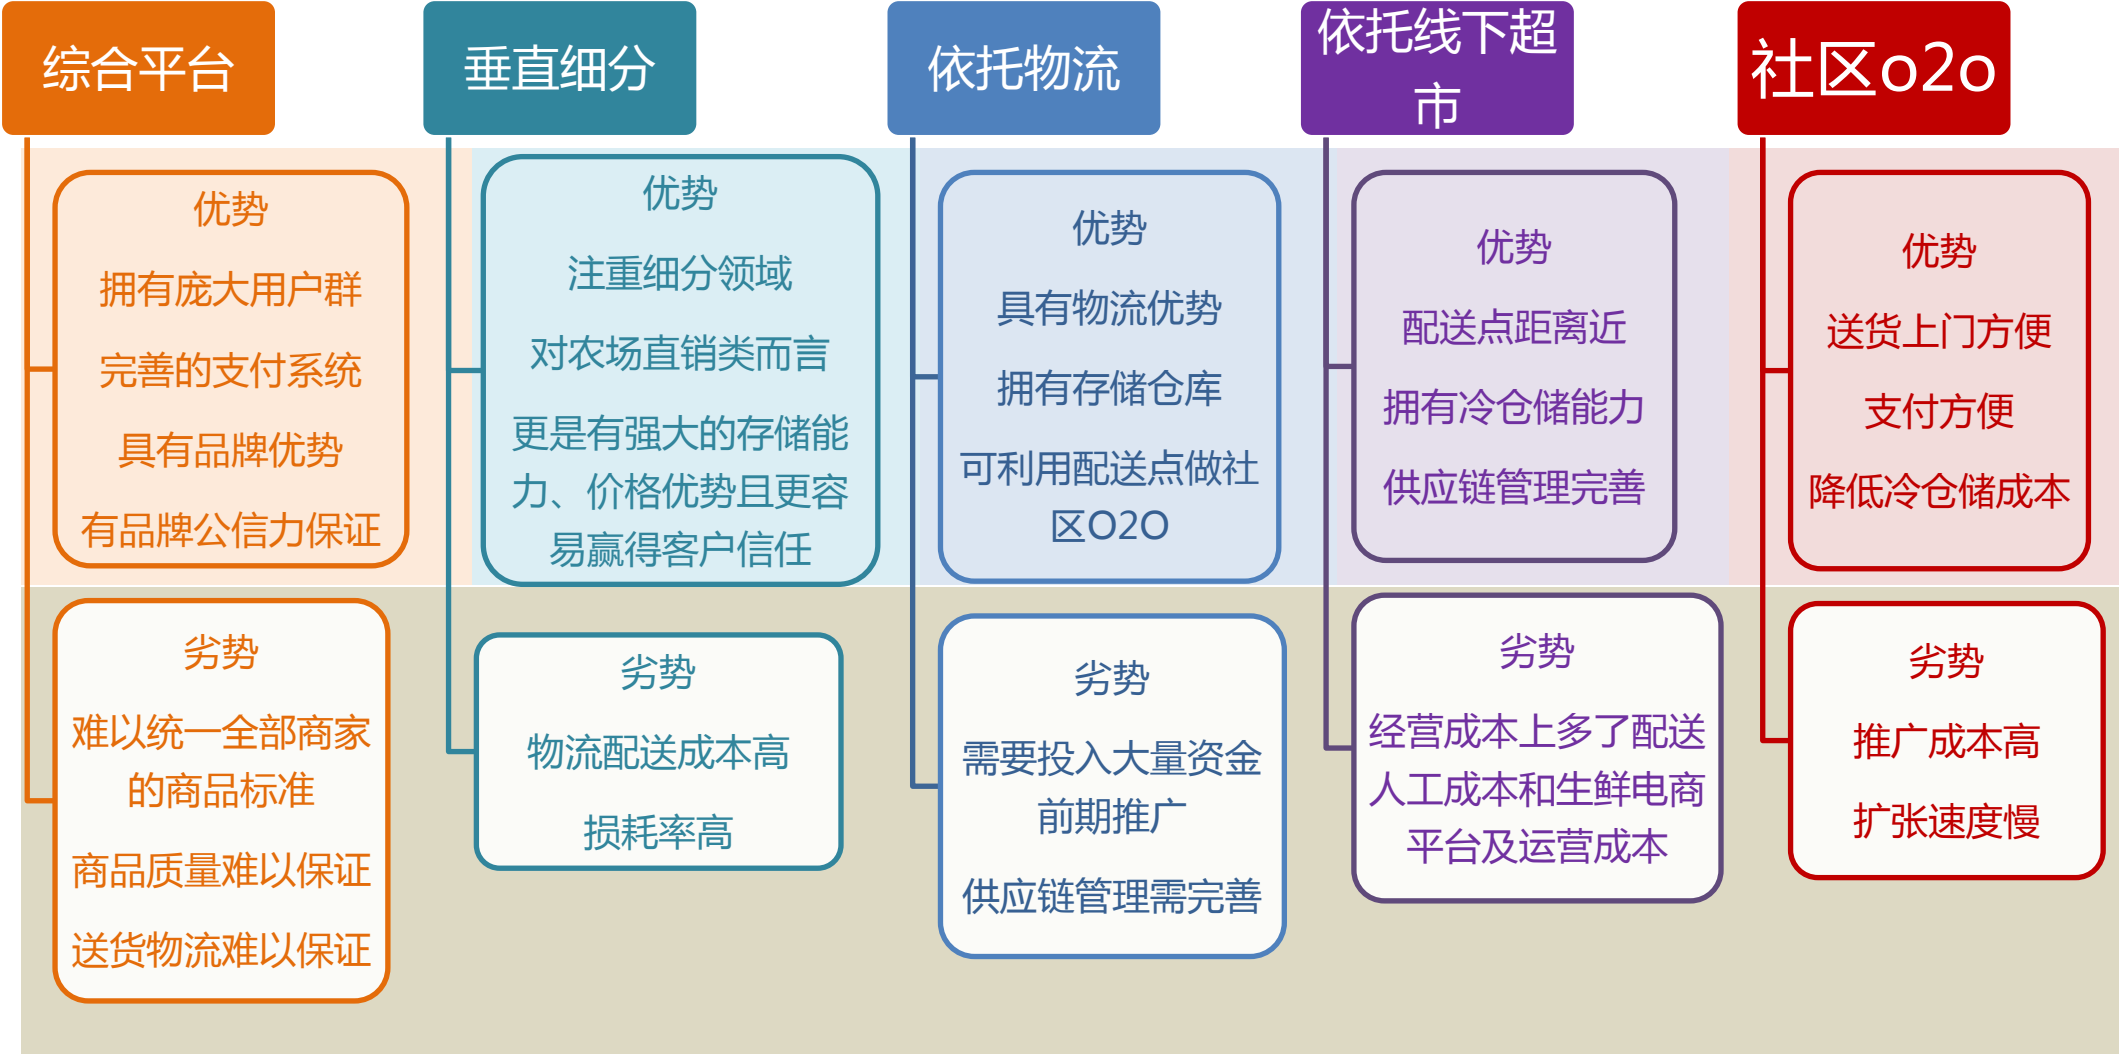 综合平台
优势
拥有庞大用户群
完善的支付系统
具有品牌优势
有品牌公信力保证
劣势
难以统一全部商家
的商品标准
商品质量难以保证
送货物流难以保证
垂直细分
优势
注重细分领域
对农场直销类而言
更是有强大的存储能
力、价格优势且更容
易赢得客户信任
劣势
物流配送成本高
损耗率高
依托物流
优势
具有物流优势
拥有存储仓库
可利用配送点做社
区O2O
劣势
需要投入大量资金
前期推广
供应链管理需完善
依托线下超
市
优势
配送点距离近
拥有冷仓储能力
供应链管理完善
劣势
经营成本上多了配送
人工成本和生鲜电商
平台及运营成本
社区o2o
优势
送货上门方便
支付方便
降低冷仓储成本
劣势
推广成本高
扩张速度慢